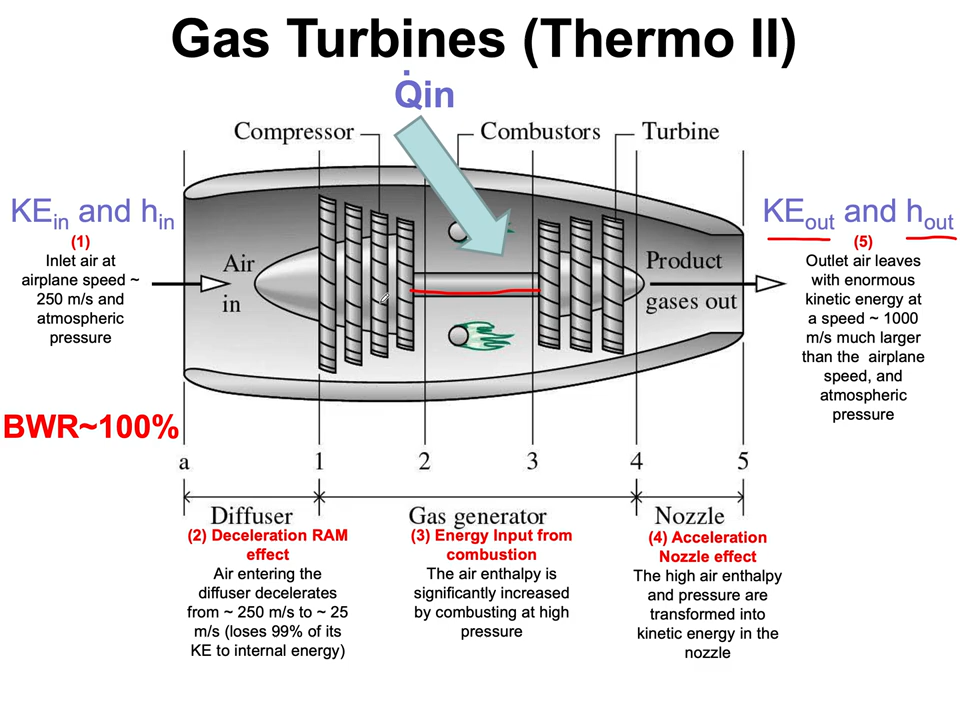 Gas Turbines (Thermo II)
Q̇in
Compressor
Combustors
Turbine
KEin and hin
(1)
Inlet air at
airplane speed ~
250 m/s and
atmospheric
pressure
Air
in
Product
gases out
KEout and hout
(5)
Outlet air leaves
with enormous
kinetic energy at
a speed ~ 1000
m/s much larger
than the airplane
speed, and
atmospheric
pressure
BWR~100%
a
1
2
3
4
5
Diffuser
Gas generator
Nozzle
(2) Deceleration RAM
effect
Air entering the
diffuser decelerates
from ~ 250 m/s to ~ 25
m/s (loses 99% of its
KE to internal energy)
(3) Energy Input from
combustion
The air enthalpy is
significantly increased
by combusting at high
pressure
(4) Acceleration
Nozzle effect
The high air enthalpy
and pressure are
transformed into
kinetic energy in the
nozzle